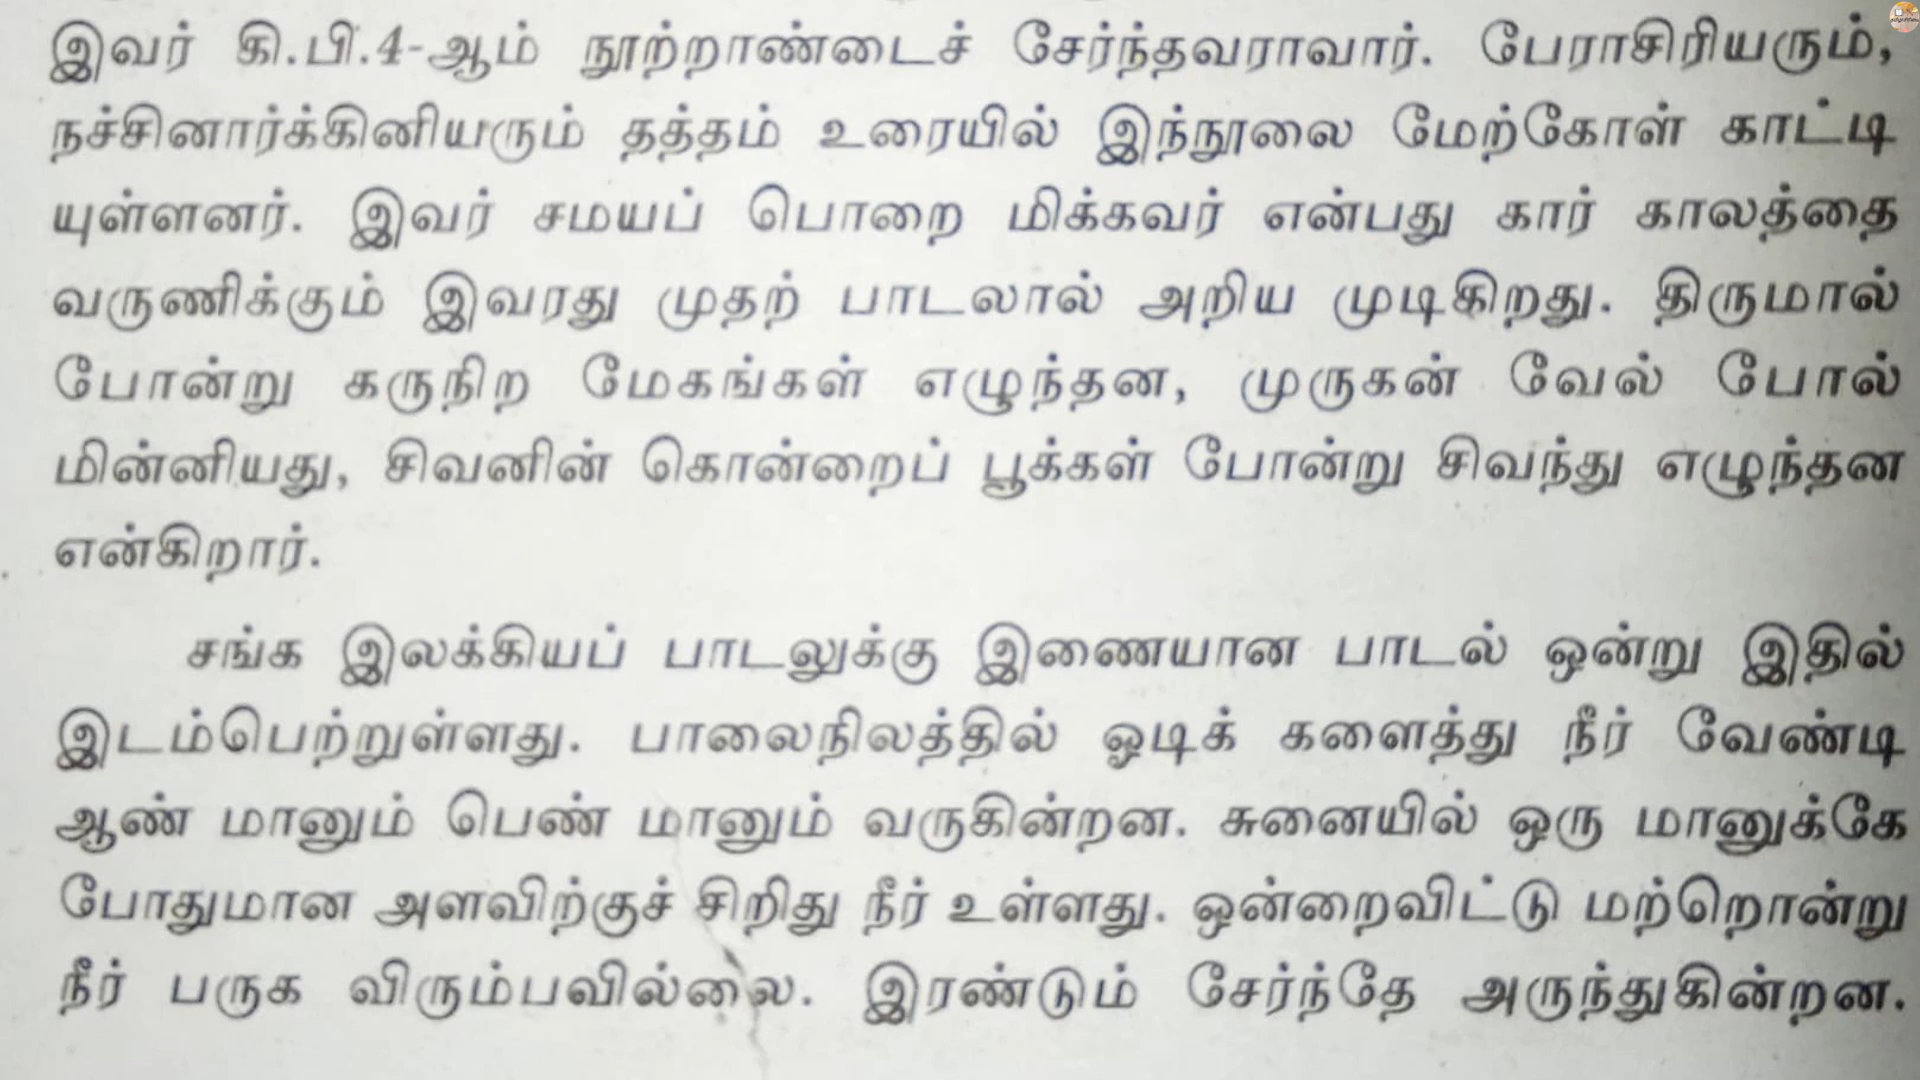 இவர் கி.பி.4-ஆம் நூற்றாண்டைச் சேர்ந்தவராவார். பேராசிரியரும்,
நச்சினார்க்கினியரும் தத்தம் உரையில் இந்நூலை மேற்கோள் காட்டி
யுள்ளனர். இவர் சமயப் பொறை மிக்கவர் என்பது கார் காலத்தை
வருணிக்கும் இவரது முதற் பாடலால் அறிய முடிகிறது. திருமால்
போன்று கருநிற மேகங்கள் எழுந்தன, முருகன் வேல் போல்
மின்னியது, சிவனின் கொன்றைப் பூக்கள் போன்று சிவந்து எழுந்தன
என்கிறார்.
சங்க இலக்கியப் பாடலுக்கு இணையான பாடல் ஒன்று இதில்
இடம்பெற்றுள்ளது. பாலைநிலத்தில் ஓடிக் களைத்து நீர் வேண்டி
ஆண் மானும் பெண் மானும் வருகின்றன. சுனையில் ஒரு மானுக்கே
போதுமான அளவிற்குச் சிறிது நீர் உள்ளது. ஒன்றைவிட்டு மற்றொன்று
நீர் பருக விரும்பவில்லை. இரண்டும் சேர்ந்தே அருந்துகின்றன.